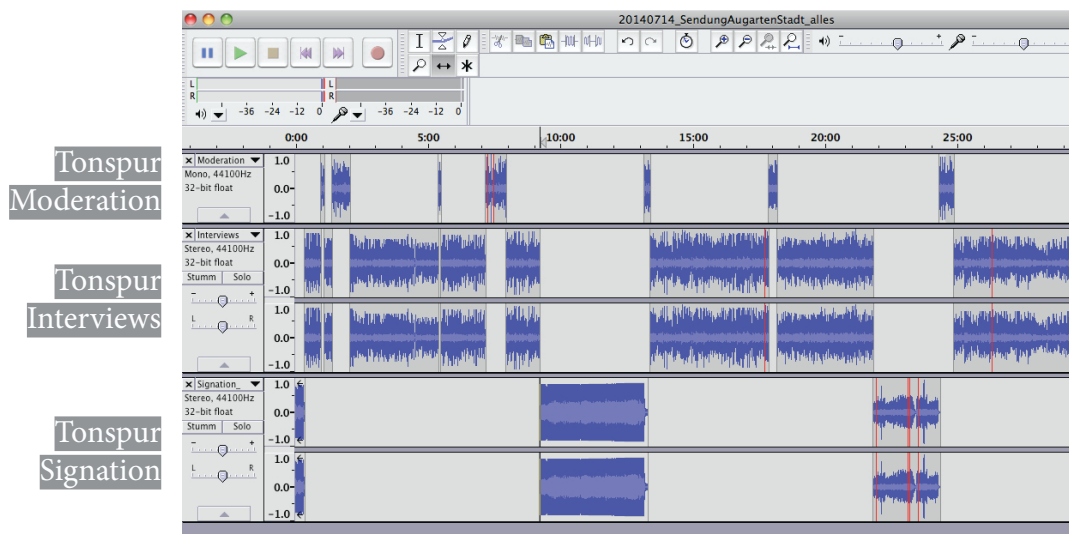 20140714_SendungAugartenStadt_alles
L
R
-36 -24 -12 0
L
R
-36 -24 -12 0
0:00 5:00 10:00 15:00 20:00 25:00
Tonspur
Moderation
× Moderation
Mono, 44100Hz
32-bit float
1.0
0.0-
-1.0
Tonspur
Interviews
× Interviews
Stereo, 44100Hz
32-bit float
Stumm Solo
- +
L R
1.0
0.0-
-1.0
1.0
0.0-
-1.0
Tonspur
Signation
× Signation_
Stereo, 44100Hz
32-bit float
Stumm Solo
- +
L R
1.0
0.0-
-1.0
1.0
0.0-
-1.0